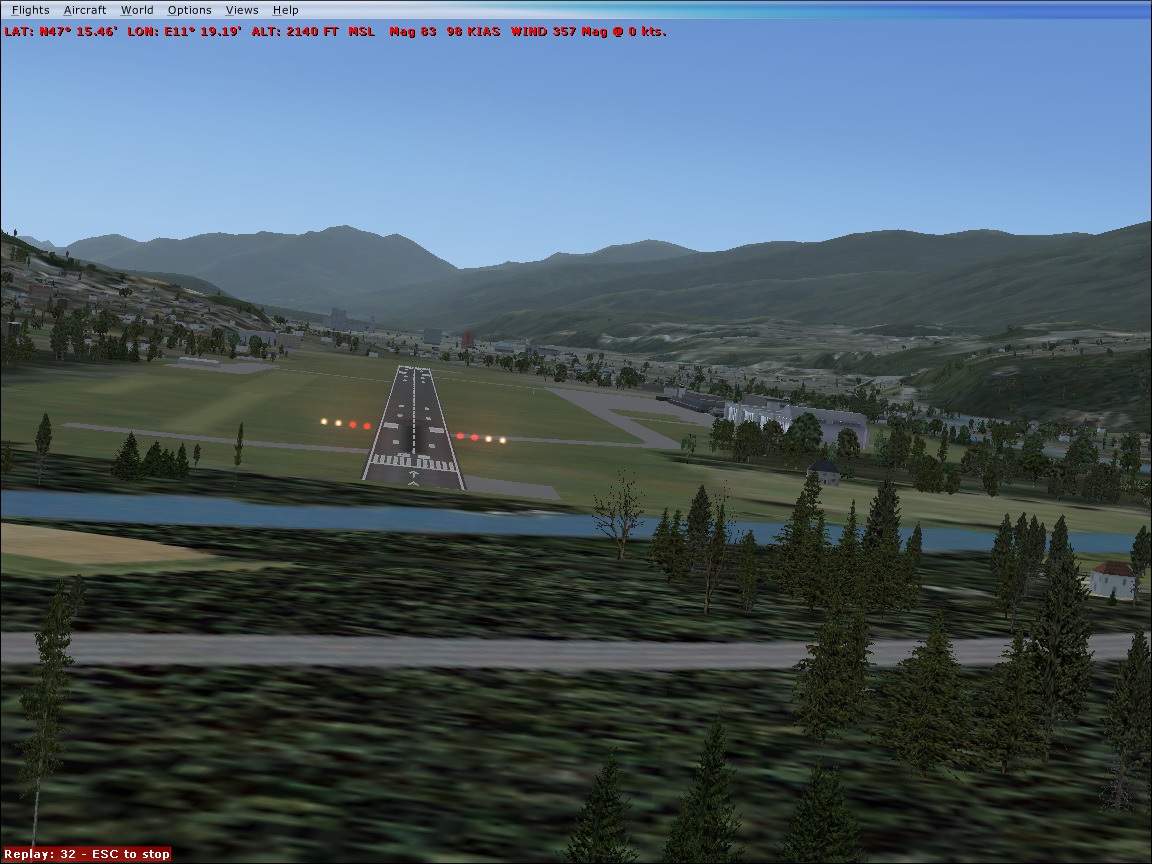 Flights Aircraft World Options Views Help
LAT: N47° 15.46' LON: E11° 19.19' ALT: 2140 FT MSL Mag 83 98 KIAS WIND 357 Mag @ 0 kts.
Replay: 32 - ESC to stop